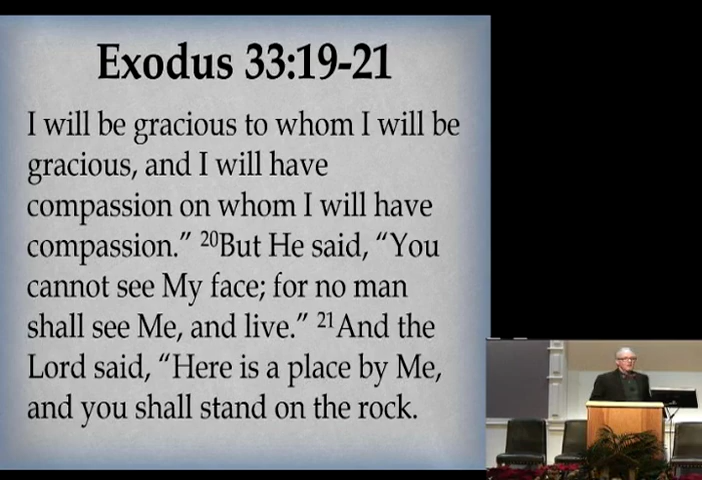 Exodus 33:19-21
I will be gracious to whom I will be
gracious, and I will have
compassion on whom I will have
compassion.” ²⁰But He said, “You
cannot see My face; for no man
shall see Me, and live.” ²¹And the
Lord said, “Here is a place by Me,
and you shall stand on the rock.